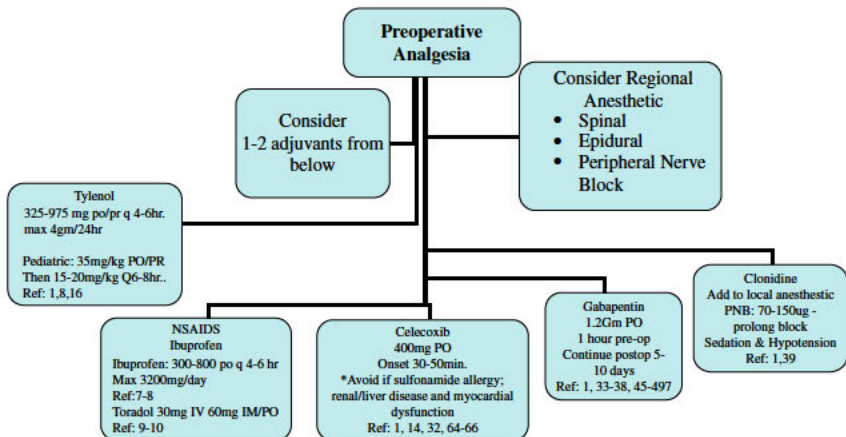 Preoperative
Analgesia
Consider
1-2 adjuvants from
below
Consider Regional
Anesthetic
• Spinal
• Epidural
• Peripheral Nerve
Block
Tylenol
325-975 mg po/pr q 4-6hr.
max 4gm/24hr
Pediatric: 35mg/kg PO/PR
Then 15-20mg/kg Q6-8hr..
Ref: 1,8,16
NSAIDS
Ibuprofen
Ibuprofen: 300-800 po q 4-6 hr
Max 3200mg/day
Ref:7-8
Toradol 30mg IV 60mg IM/PO
Ref: 9-10
Celecoxib
400mg PO
Onset 30-50min.
*Avoid if sulfonamide allergy;
renal/liver disease and myocardial
dysfunction
Ref: 1, 14, 32, 64-66
Gabapentin
1.2Gm PO
1 hour pre-op
Continue postop 5-
10 days
Ref: 1, 33-38, 45-497
Clonidine
Add to local anesthestic
PNB: 70-150ug -
prolong block
Sedation & Hypotension
Ref: 1,39